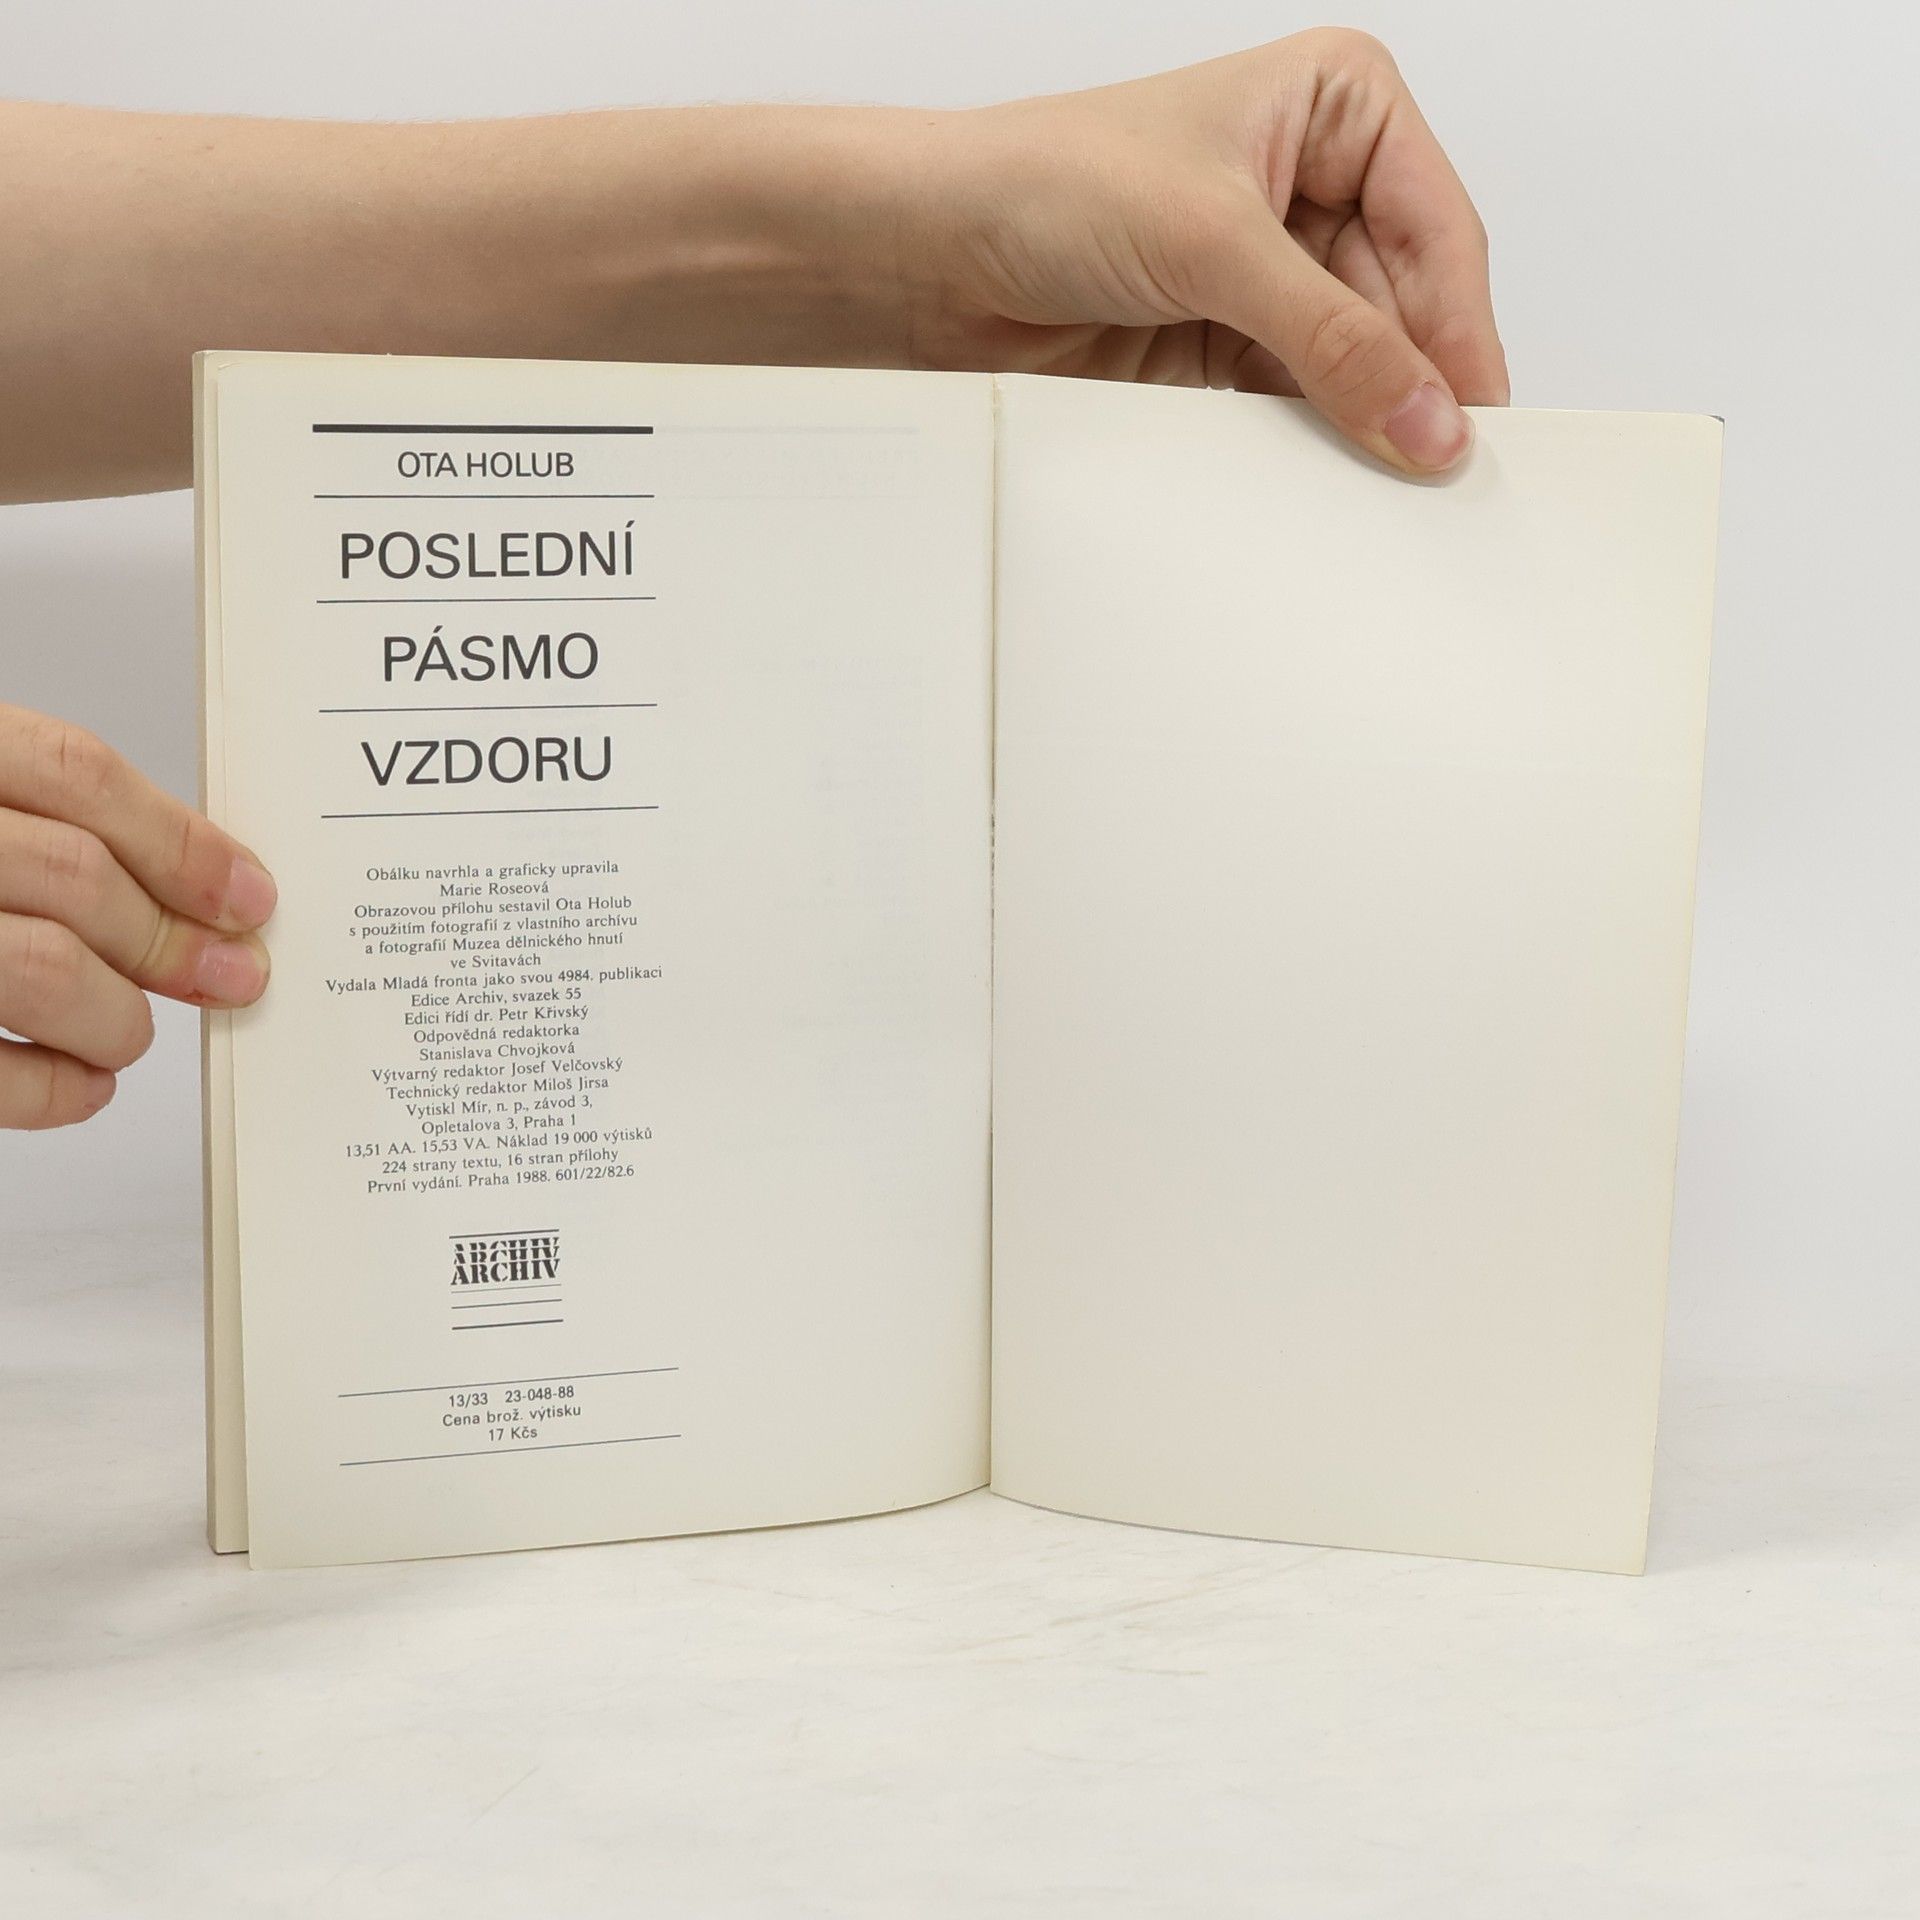 OTA HOLUB
POSLEDNÍ
PÁSMO
VZDORU
Obálku navrhla a graficky upravila
Marie Roseová
Obrazovou přílohu sestavil Ota Holub
s použitím fotografií z vlastního archívu
a fotografií Muzea dělnického hnutí
ve Svitavách
Vydala Mladá fronta jako svou 4984. publikaci
Edice Archiv, svazek 55
Edici řídí dr. Petr Křivský
Odpovědná redaktorka
Stanislava Chvojková
Výtvarný redaktor Josef Velčovský
Technický redaktor Miloš Jirsa
Vytiskl Mír, n. p., závod 3,
Opletalova 3, Praha 1
13,51 AA. 15,53 VA. Náklad 19 000 výtisků
224 strany textu, 16 stran přílohy
První vydání. Praha 1988. 601/22/82.6
ARCHIV
ARCHIV
13/33 23-048-88
Cena brož. výtisku
17 Kčs